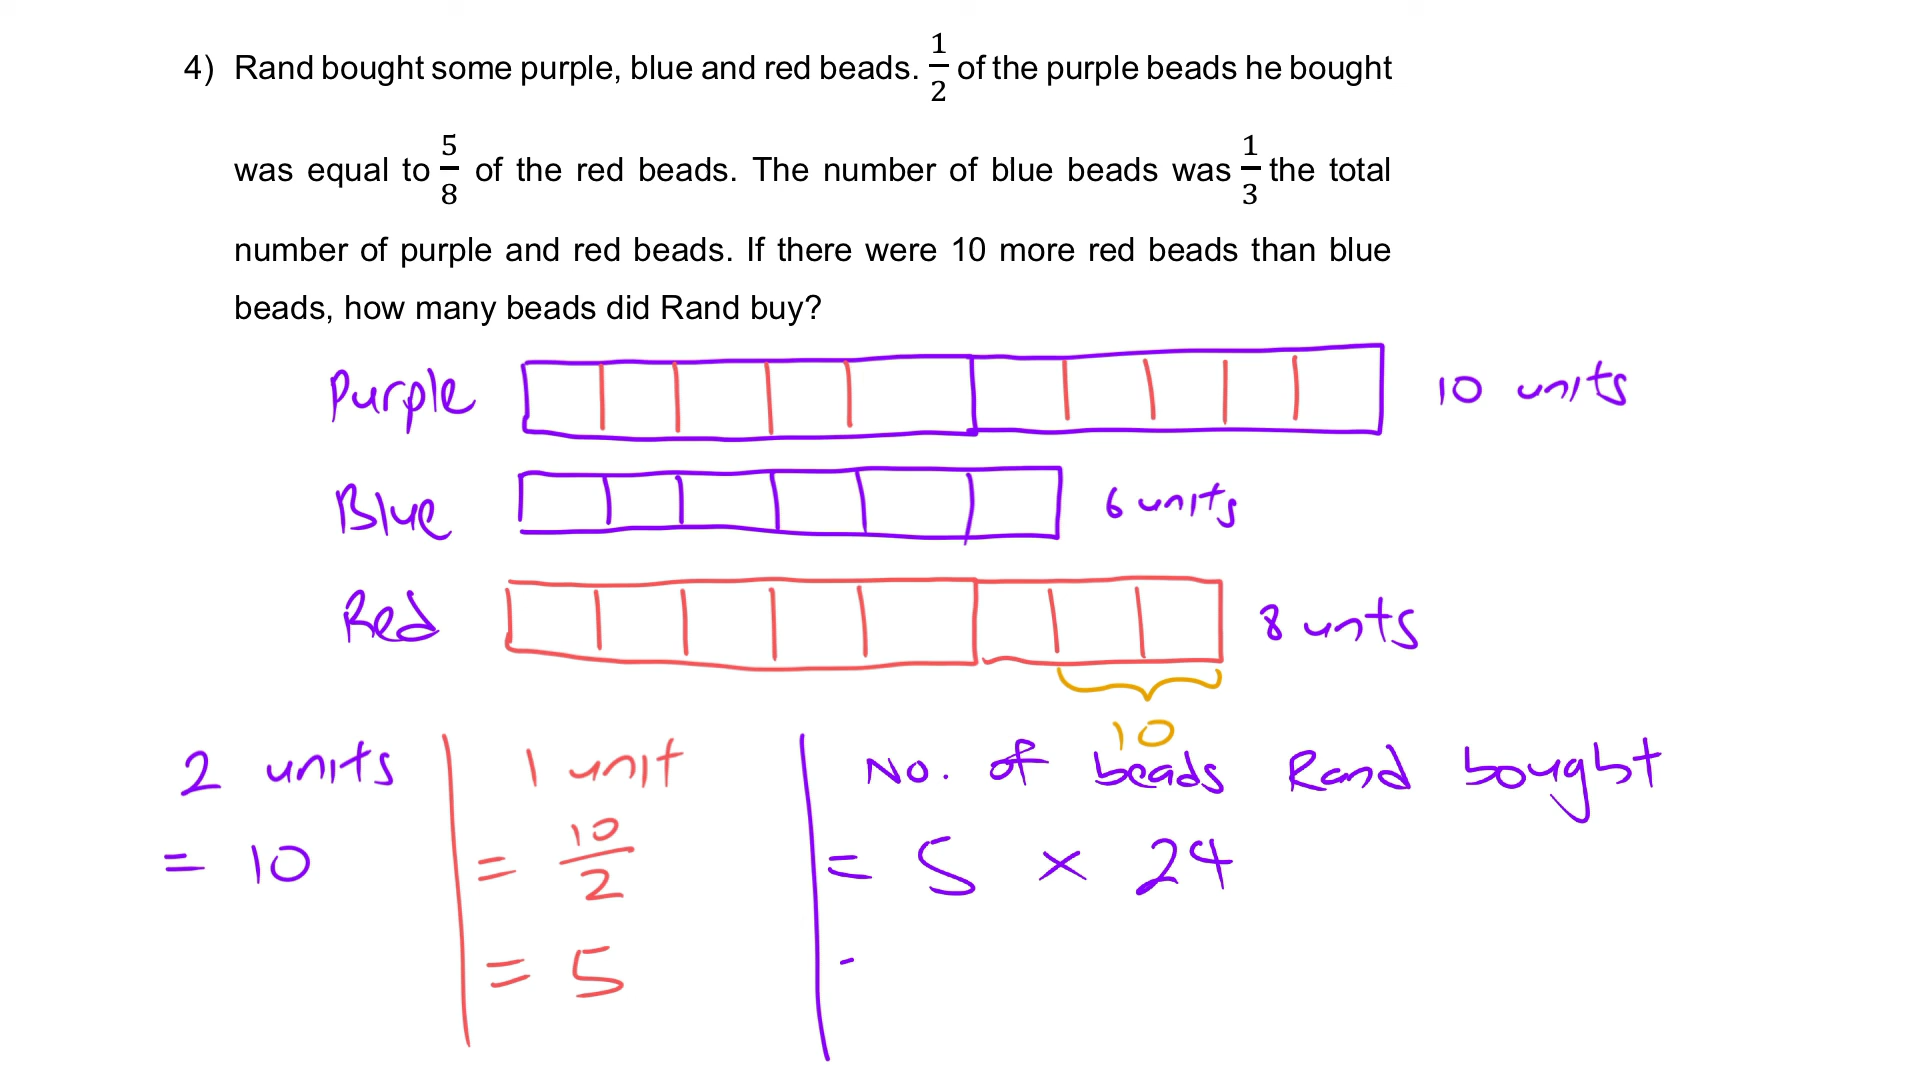 4) Rand bought some purple, blue and red beads. 1/2 of the purple beads he bought
was equal to 5/8 of the red beads. The number of blue beads was 1/3 the total
number of purple and red beads. If there were 10 more red beads than blue
beads, how many beads did Rand buy?
Purple 10 units
Blue 6 units
Red 8 units
10
2 units
= 10
1 unit
= 10/2
= 5
No. of beads Rand bought
= 5 × 24
-